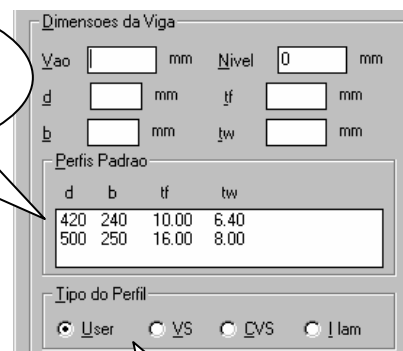 Dimensoes da Viga
Vao mm Nivel 0 mm
d mm tf mm
b mm tw mm
Perfis Padrao
d b tf tw
420 240 10.00 6.40
500 250 16.00 8.00
Tipo do Perfil
User VS CVS I lam